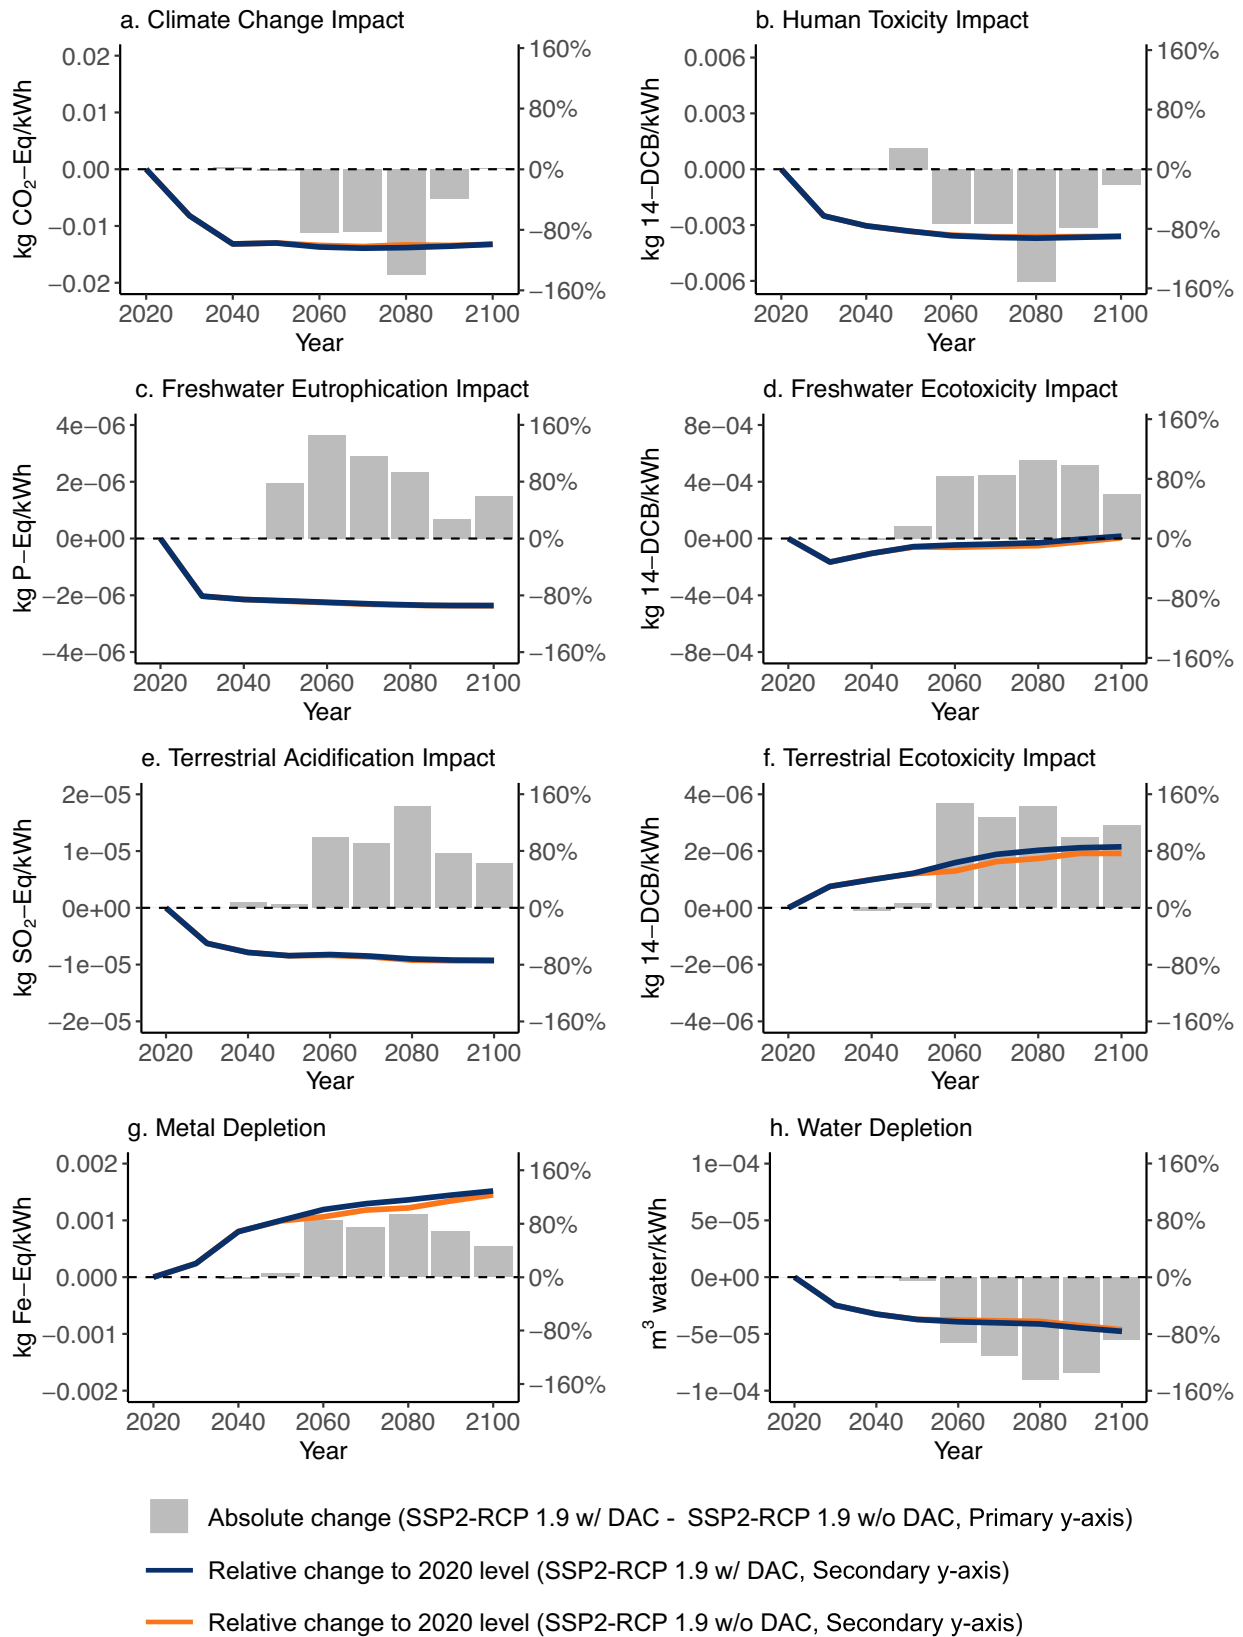 a. Climate Change Impact
kg CO₂−Eq/kWh
0.02
0.01
0.00
−0.01
−0.02
160%
80%
0%
−80%
−160%
2020 2040 2060 2080 2100
Year
b. Human Toxicity Impact
kg 14−DCB/kWh
0.006
0.003
0.000
−0.003
−0.006
160%
80%
0%
−80%
−160%
2020 2040 2060 2080 2100
Year
c. Freshwater Eutrophication Impact
kg P−Eq/kWh
4e−06
2e−06
0e+00
−2e−06
−4e−06
160%
80%
0%
−80%
−160%
2020 2040 2060 2080 2100
Year
d. Freshwater Ecotoxicity Impact
kg 14−DCB/kWh
8e−04
4e−04
0e+00
−4e−04
−8e−04
160%
80%
0%
−80%
−160%
2020 2040 2060 2080 2100
Year
e. Terrestrial Acidification Impact
kg SO₂−Eq/kWh
2e−05
1e−05
0e+00
−1e−05
−2e−05
160%
80%
0%
−80%
−160%
2020 2040 2060 2080 2100
Year
f. Terrestrial Ecotoxicity Impact
kg 14−DCB/kWh
4e−06
2e−06
0e+00
−2e−06
−4e−06
160%
80%
0%
−80%
−160%
2020 2040 2060 2080 2100
Year
g. Metal Depletion
kg Fe−Eq/kWh
0.002
0.001
0.000
−0.001
−0.002
160%
80%
0%
−80%
−160%
2020 2040 2060 2080 2100
Year
h. Water Depletion
m³ water/kWh
1e−04
5e−05
0e+00
−5e−05
−1e−04
160%
80%
0%
−80%
−160%
2020 2040 2060 2080 2100
Year
Absolute change (SSP2-RCP 1.9 w/ DAC - SSP2-RCP 1.9 w/o DAC, Primary y-axis)
Relative change to 2020 level (SSP2-RCP 1.9 w/ DAC, Secondary y-axis)
Relative change to 2020 level (SSP2-RCP 1.9 w/o DAC, Secondary y-axis)